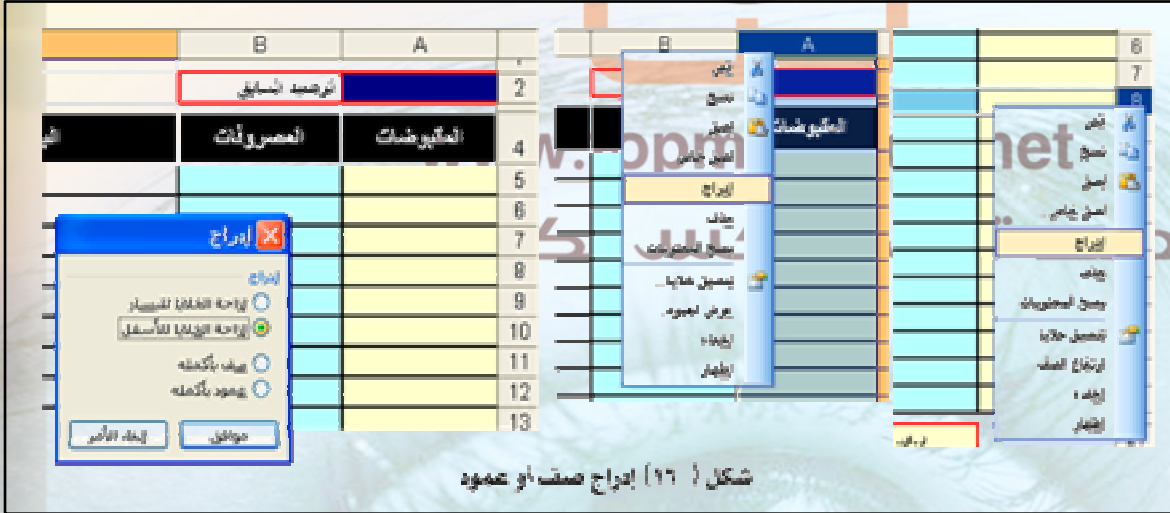 6
7
8
قص
نسخ
لصق
لصق خاص...
إدراج
حذف
مسح المحتويات
تنسيق خلايا
ارتفاع الصف
إخفاء
إظهار
B A
قص
نسخ
لصق
لصق خاص
إدراج
حذف
مسح المحتويات
تنسيق خلايا...
عرض العمود.
إخفاء
إظهار
المقبوضات
B A
2
الرصيد السابق
المقبوضات المصروفات
4
5
6
7
8
9
10
11
12
13
إدراج
إدراج
إزاحة الخلايا لليسار
إزاحة الخلايا للأسفل
صف بأكمله
عمود بأكمله
موافق إلغاء الأمر
شكل ( ١٦) إدراج صف أو عمود